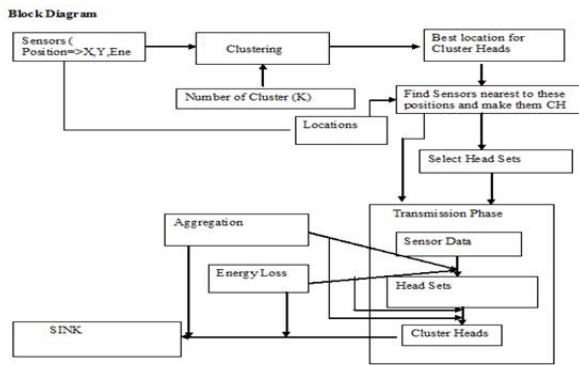 Block Diagram
Sensors (
Position=>X,Y,Ene
Clustering
Best location for
Cluster Heads
Number of Cluster (K)
Find Sensors nearest to these
positions and make them CH
Locations
Select Head Sets
Aggregation
Transmission Phase
Sensor Data
Energy Loss
Head Sets
SINK
Cluster Heads